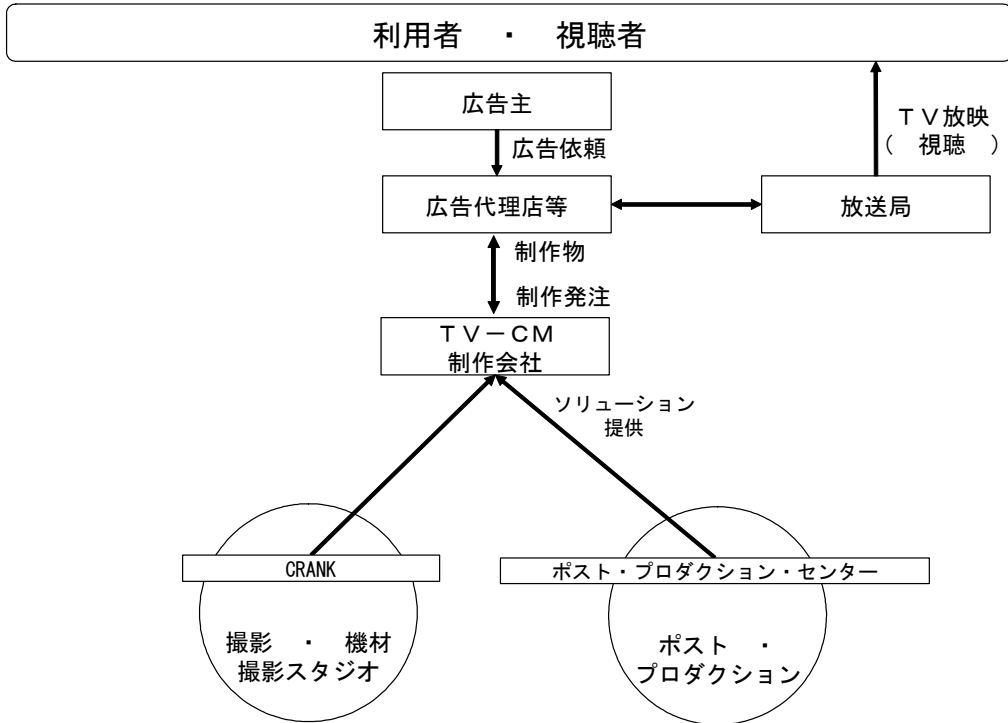 利用者 ・ 視聴者
広告主
広告依頼
ＴＶ放映
（ 視聴 ）
広告代理店等
放送局
制作物
制作発注
ＴＶ－ＣＭ
制作会社
ソリューション
提供
CRANK
ポスト・プロダクション・センター
撮影 ・ 機材
撮影スタジオ
ポスト ・
プロダクション